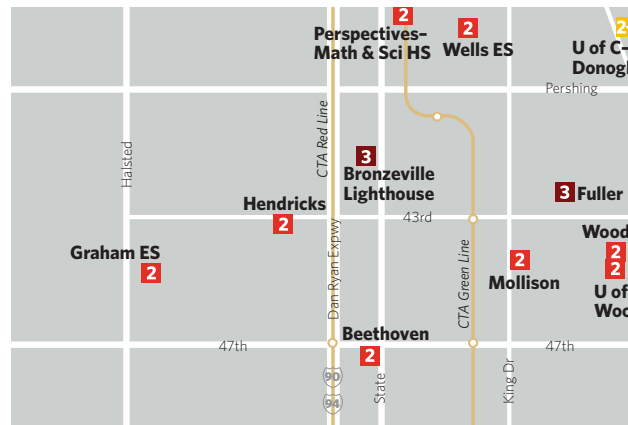 2
Perspectives–
Math & Sci HS
2
Wells ES
2
U of C–
Donogh
Pershing
CTA Red Line
Halsted
3
Bronzeville
Lighthouse
3 Fuller
Hendricks
2
43rd
Graham ES
2
Dan Ryan Expwy
CTA Green Line
2
Mollison
Wood
2
2
U of
Woo
Beethoven
2
47th
47th
90
94
State
King Dr